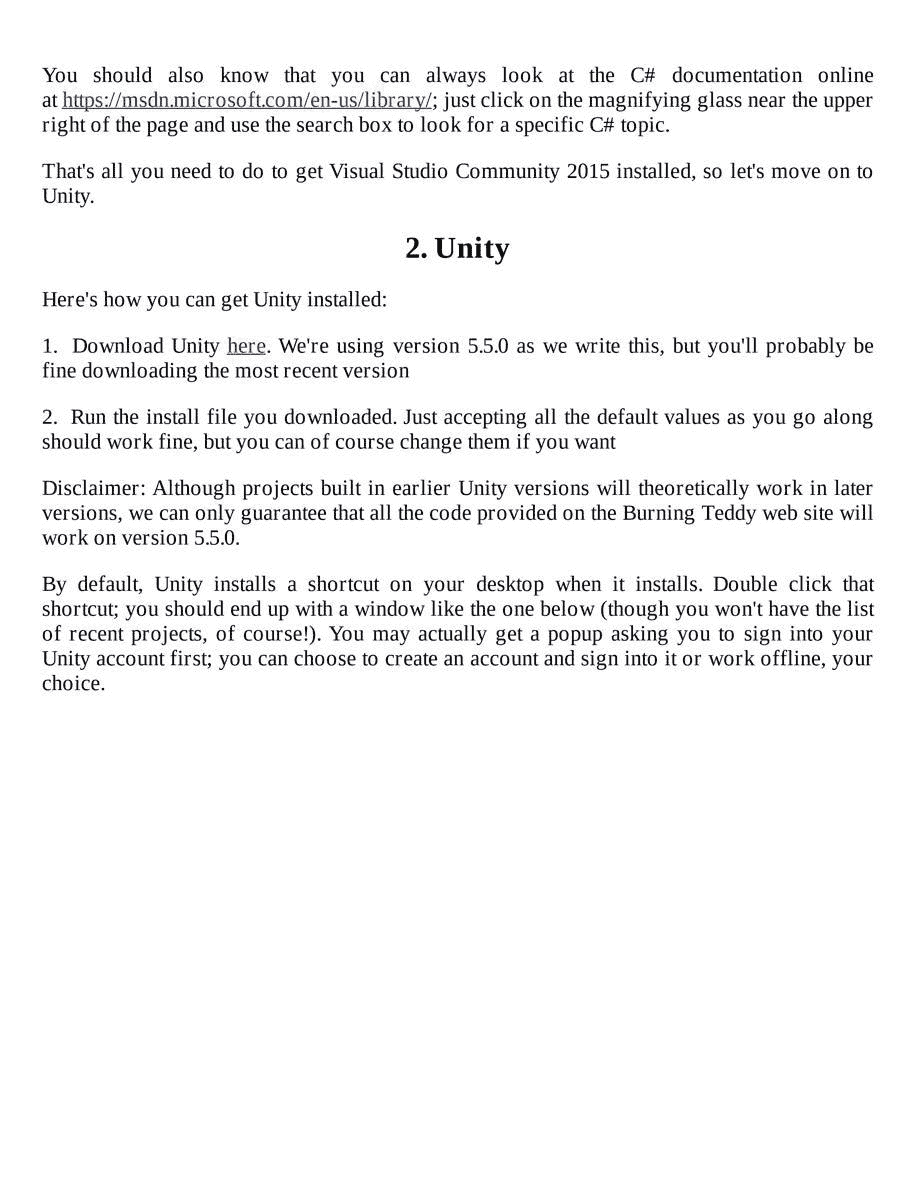 You should also know that you can always look at the C# documentation online
at https://msdn.microsoft.com/en-us/library/; just click on the magnifying glass near the upper
right of the page and use the search box to look for a specific C# topic.
That's all you need to do to get Visual Studio Community 2015 installed, so let's move on to
Unity.
2. Unity
Here's how you can get Unity installed:
1. Download Unity here. We're using version 5.5.0 as we write this, but you'll probably be
fine downloading the most recent version
2. Run the install file you downloaded. Just accepting all the default values as you go along
should work fine, but you can of course change them if you want
Disclaimer: Although projects built in earlier Unity versions will theoretically work in later
versions, we can only guarantee that all the code provided on the Burning Teddy web site will
work on version 5.5.0.
By default, Unity installs a shortcut on your desktop when it installs. Double click that
shortcut; you should end up with a window like the one below (though you won't have the list
of recent projects, of course!). You may actually get a popup asking you to sign into your
Unity account first; you can choose to create an account and sign into it or work offline, your
choice.